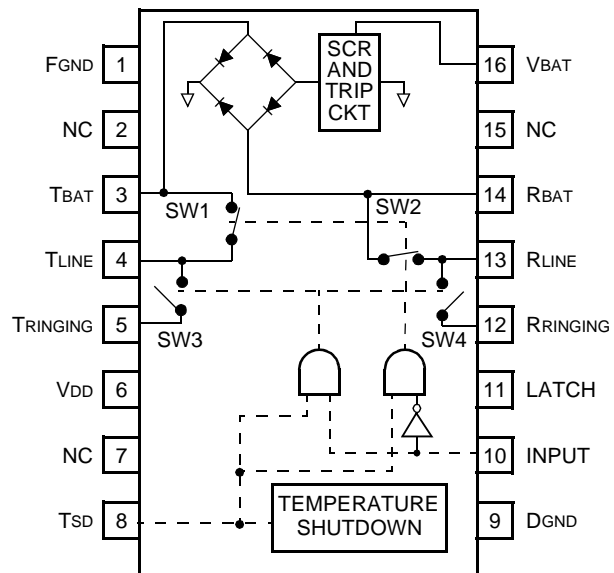 FGND 1
NC 2
TBAT 3
TLINE 4
TRINGING 5
VDD 6
NC 7
TSD 8
SCR
AND
TRIP
CKT
SW1
SW2
SW3
SW4
TEMPERATURE
SHUTDOWN
16 VBAT
15 NC
14 RBAT
13 RLINE
12 RRINGING
11 LATCH
10 INPUT
9 DGND